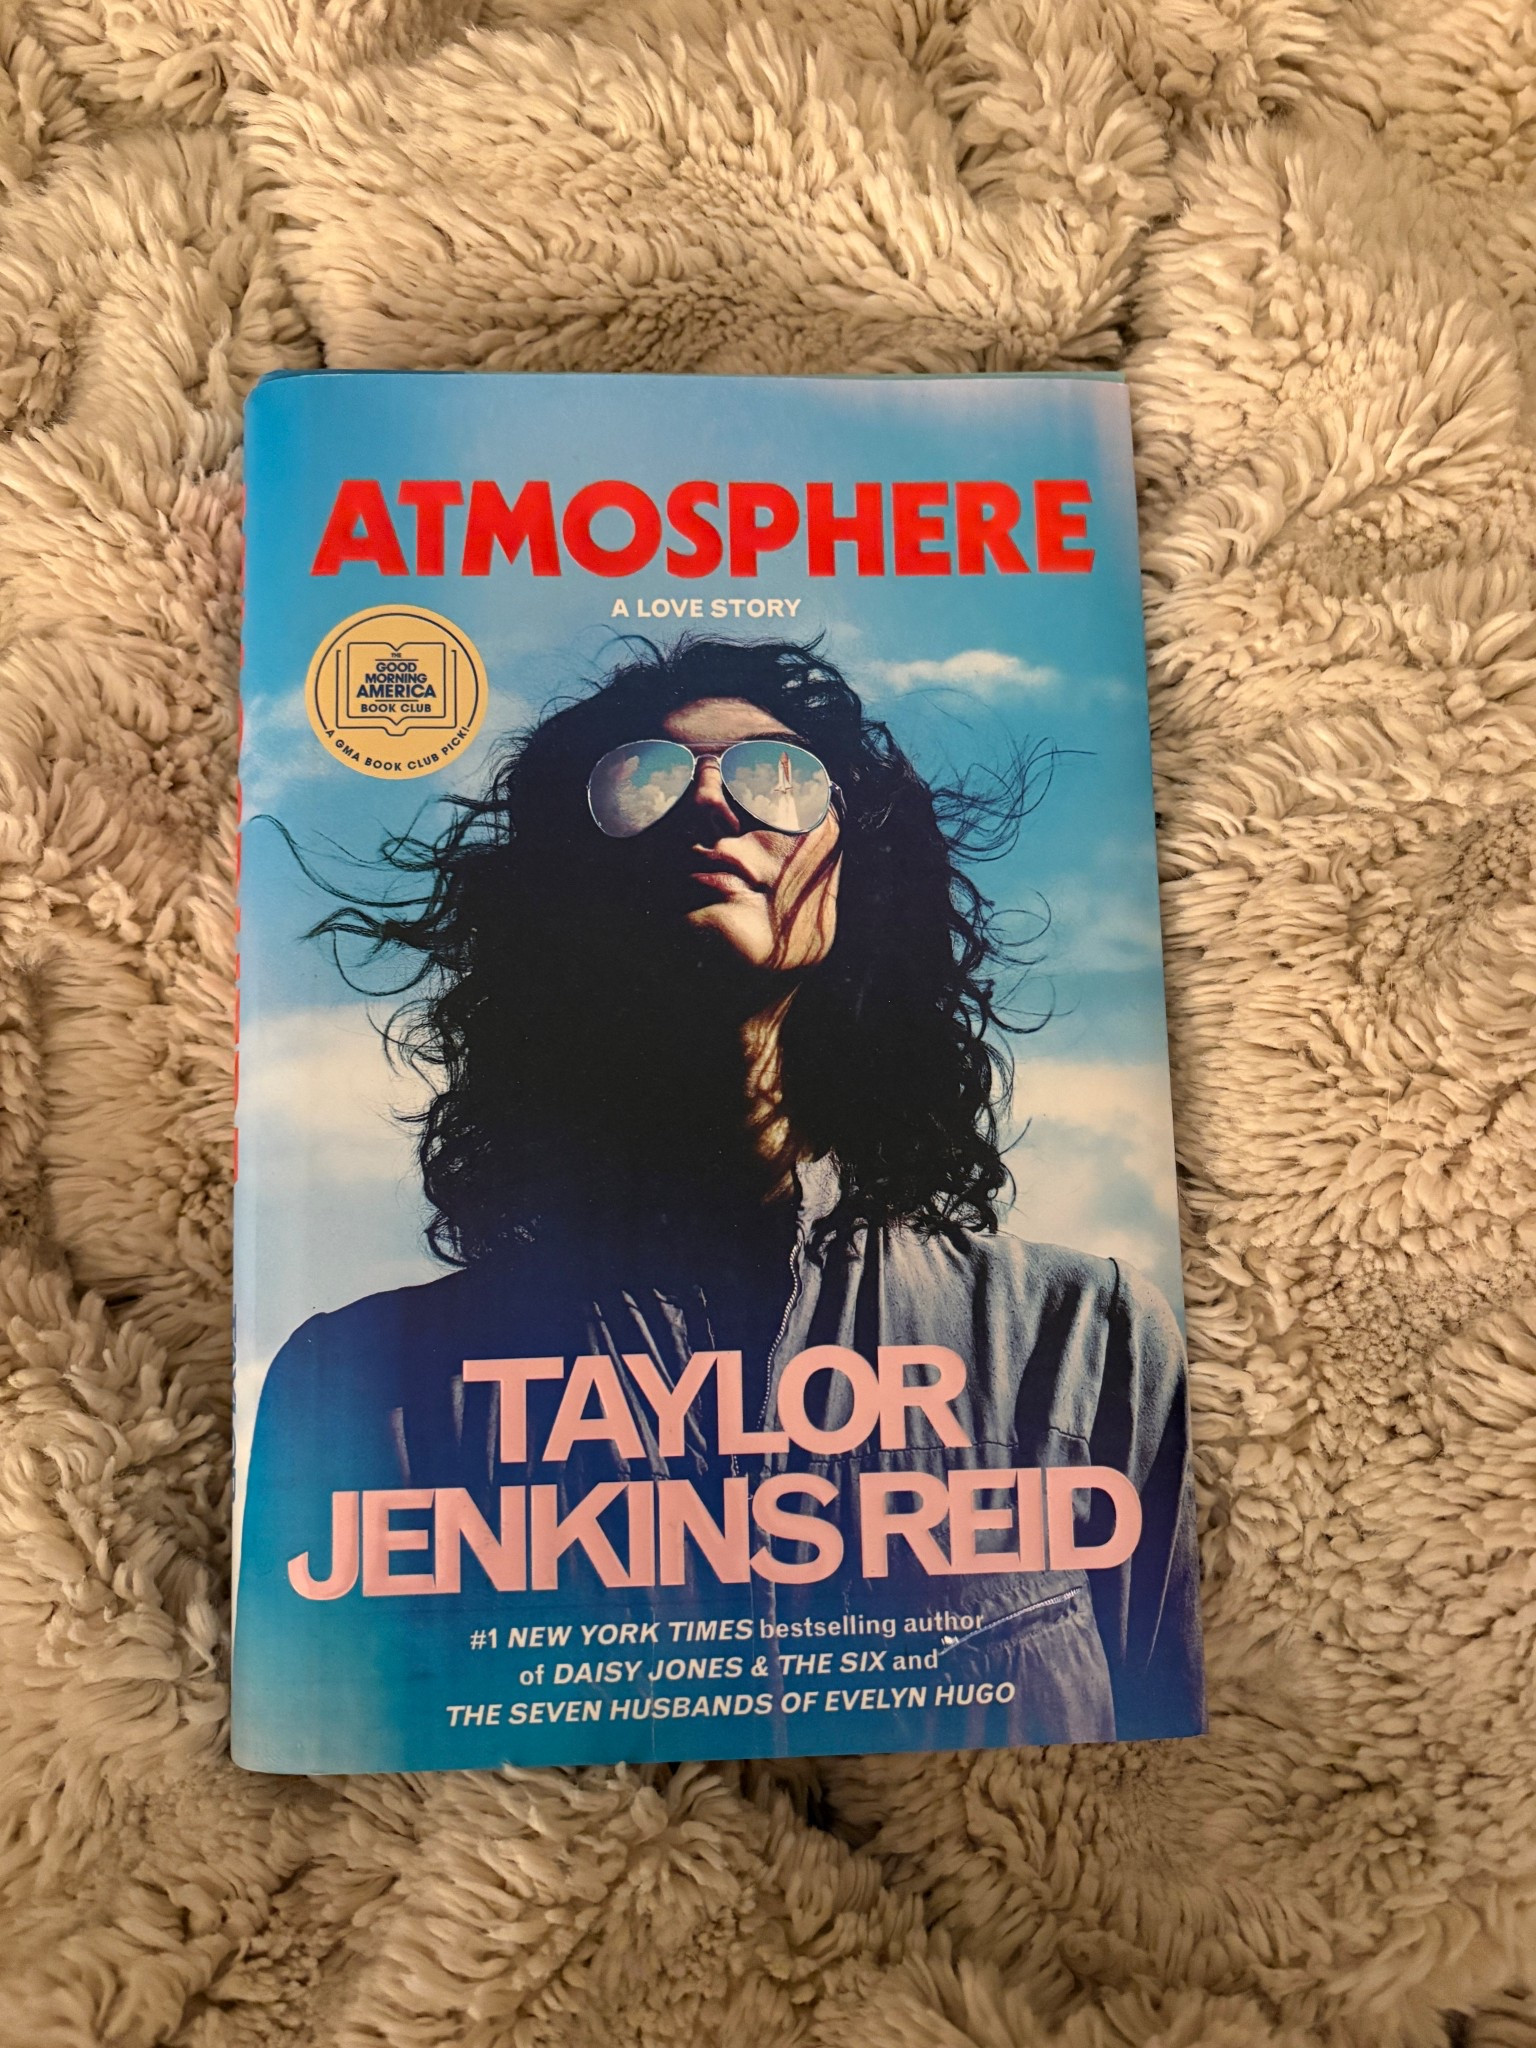 ATMOSPHERE
A LOVE STORY
THE
GOOD
MORNING
AMERICA
BOOK CLUB
A GMA BOOK CLUB PICK!
TAYLOR
JENKINS REID
#1 NEW YORK TIMES bestselling author
of DAISY JONES & THE SIX and
THE SEVEN HUSBANDS OF EVELYN HUGO